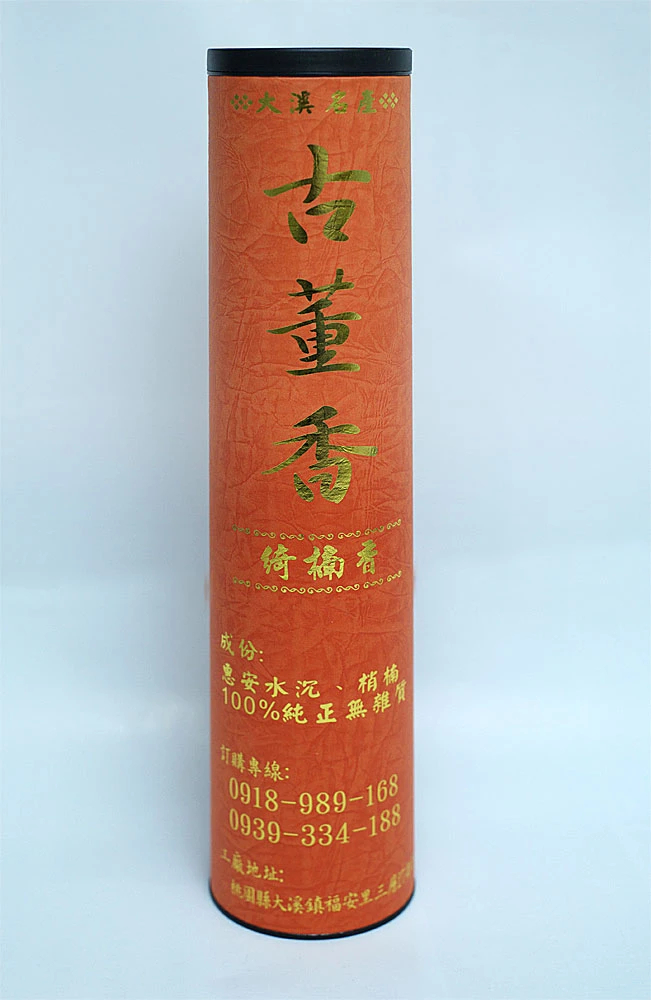 大溪名產
古董香
綺楠香
成份:
惠安水沉、梢楠
100%純正無雜質
訂購專線:
0918-989-168
0939-334-188
工廠地址:
桃園縣大溪鎮福安里三層